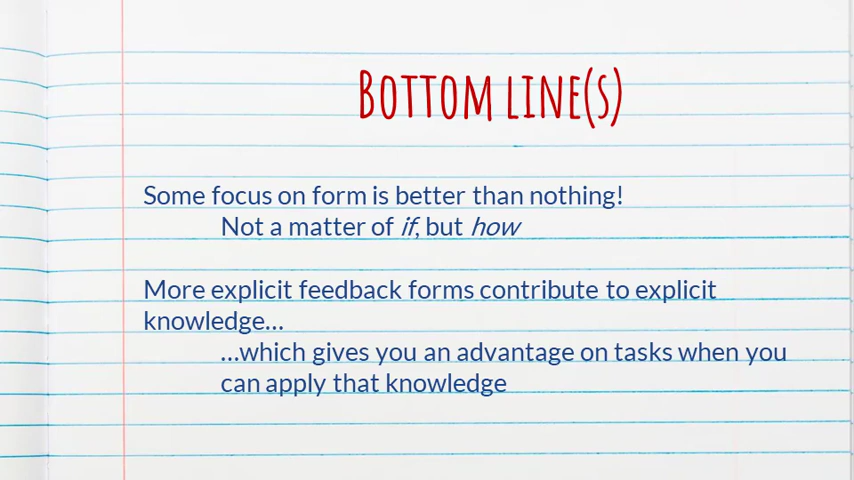 Bottom line(s)
Some focus on form is better than nothing!
Not a matter of if, but how
More explicit feedback forms contribute to explicit
knowledge…
…which gives you an advantage on tasks when you
can apply that knowledge